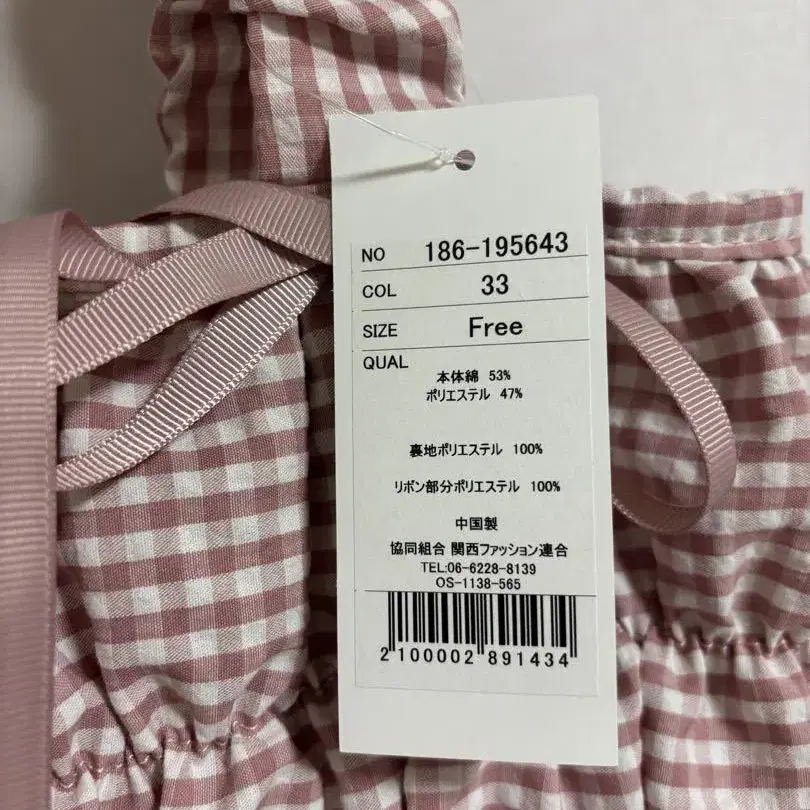 NO 186-195643
COL 33
SIZE Free
QUAL
本体綿 53%
ポリエステル 47%
裏地ポリエステル 100%
リボン部分ポリエステル 100%
中国製
協同組合 関西ファッション連合
TEL:06-6228-8139
OS-1138-565
2 100002 891434